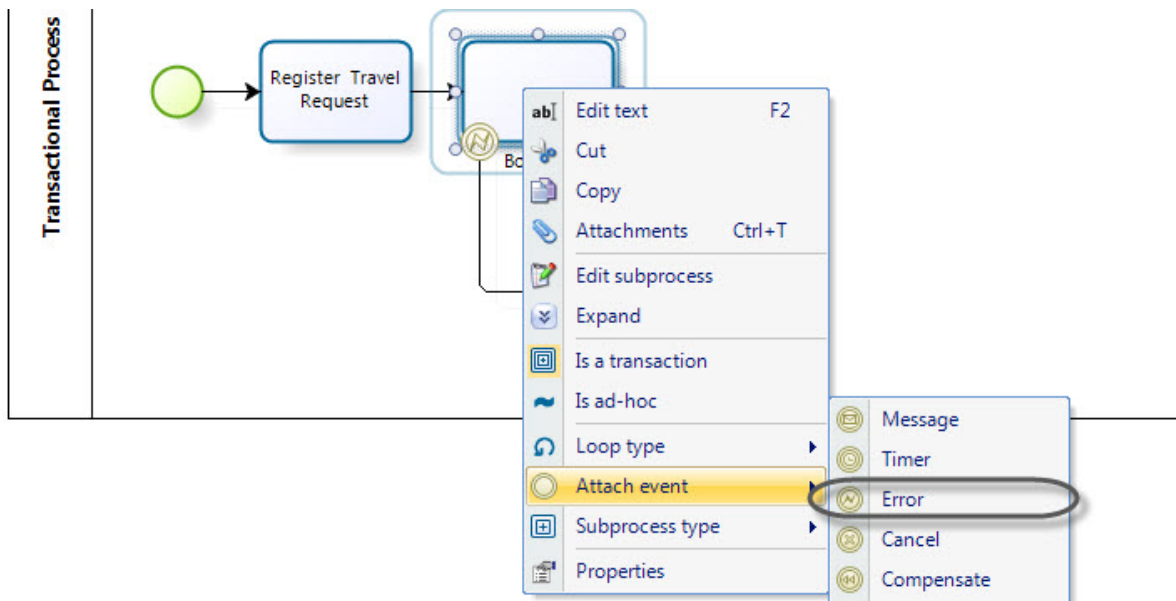 Transactional Process
Register Travel
Request
Edit text F2
Cut
Copy
Attachments Ctrl+T
Edit subprocess
Expand
Is a transaction
Is ad-hoc
Loop type
Attach event
Subprocess type
Properties
Message
Timer
Error
Cancel
Compensate